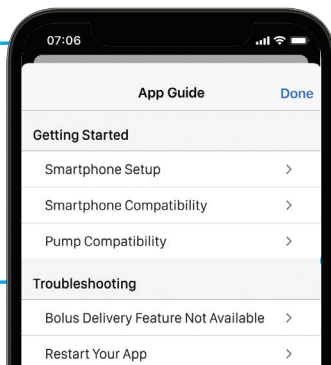 07:06
App Guide Done
Getting Started
Smartphone Setup
Smartphone Compatibility
Pump Compatibility
Troubleshooting
Bolus Delivery Feature Not Available
Restart Your App